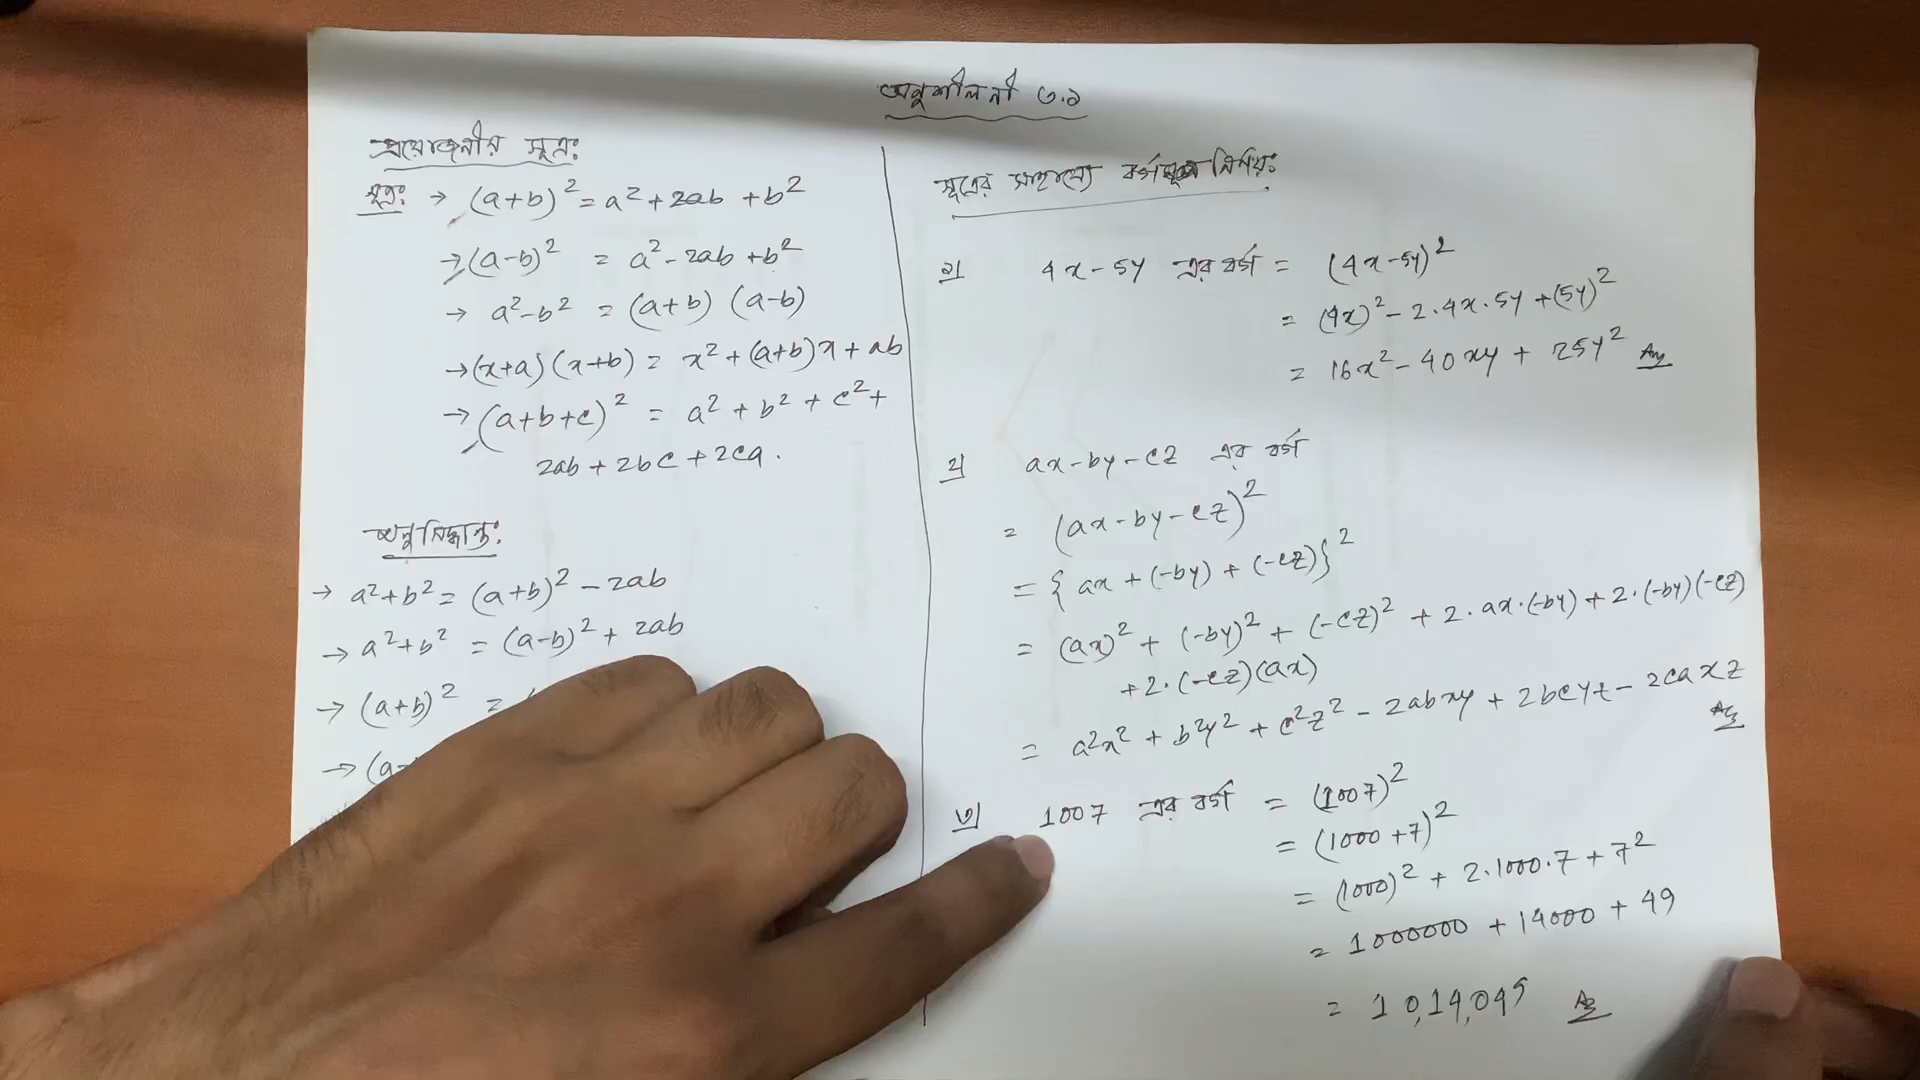 অনুশীলনী ৩.১
প্রয়োজনীয় সূত্রঃ
সূত্রঃ → (a+b)² = a² + 2ab + b²
→ (a-b)² = a² - 2ab + b²
→ a² - b² = (a+b) (a-b)
→ (x+a) (x+b) = x² + (a+b)x + ab
→ (a+b+c)² = a² + b² + c² +
2ab + 2bc + 2ca.
অনুসিদ্ধান্তঃ
→ a² + b² = (a+b)² - 2ab
→ a² + b² = (a-b)² + 2ab
→ (a+b)² =
→ (a-
সূত্রের সাহায্যে বর্গ নির্ণয়ঃ
১। 4x - 5y এর বর্গ = (4x-5y)²
= (4x)² - 2.4x.5y + (5y)²
= 16x² - 40xy + 25y² Ans
২। ax - by - cz এর বর্গ
= (ax - by - cz)²
= { ax + (-by) + (-cz)}²
= (ax)² + (-by)² + (-cz)² + 2.ax.(-by) + 2.(-by)(-cz)
+ 2.(-cz)(ax)
= a²x² + b²y² + c²z² - 2abxy + 2bcyz - 2caxz
Ans
৩। 1007 এর বর্গ = (1007)²
= (1000+7)²
= (1000)² + 2.1000.7 + 7²
= 1000000 + 14000 + 49
= 10,14,049 Ans